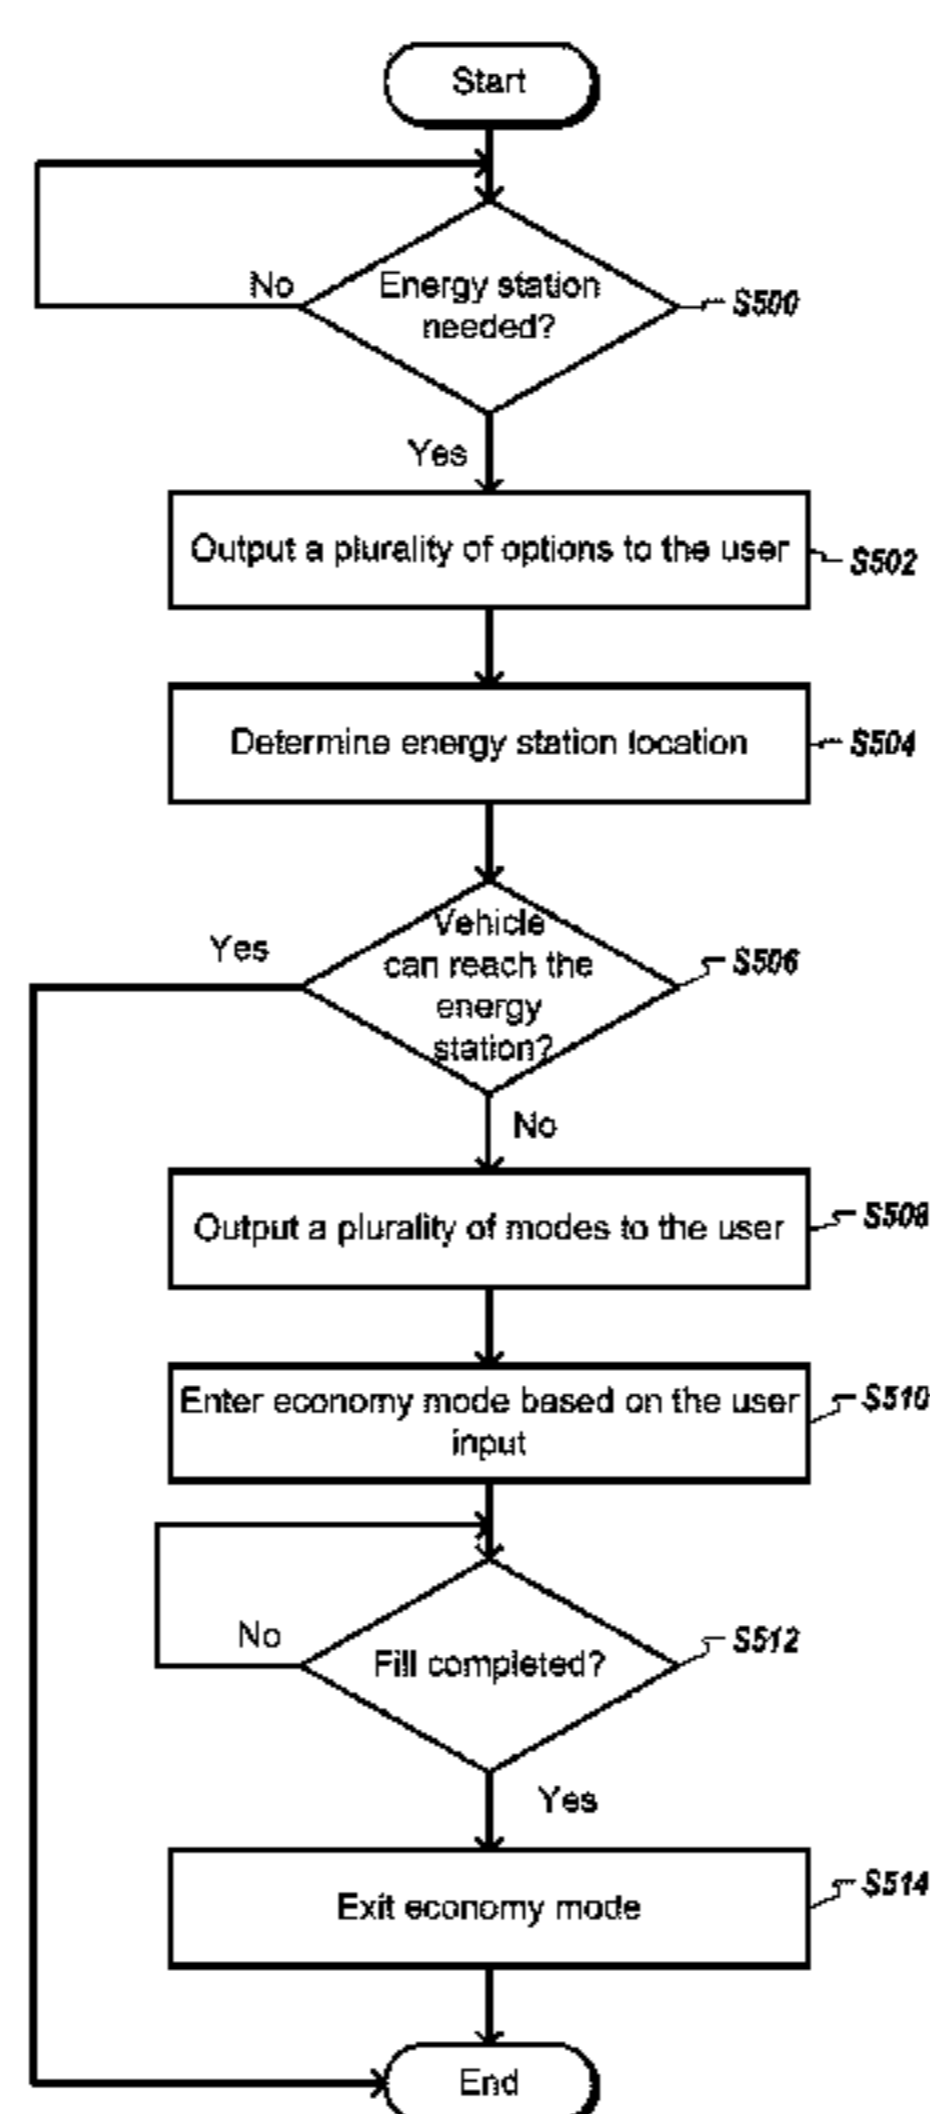 Start
No
Energy station
needed?
S500
Yes
Output a plurality of options to the user
S502
Determine energy station location
S504
Yes
Vehicle
can reach the
energy
station?
S506
No
Output a plurality of modes to the user
S508
Enter economy mode based on the user
input
S510
No
Fill completed?
S512
Yes
Exit economy mode
S514
End